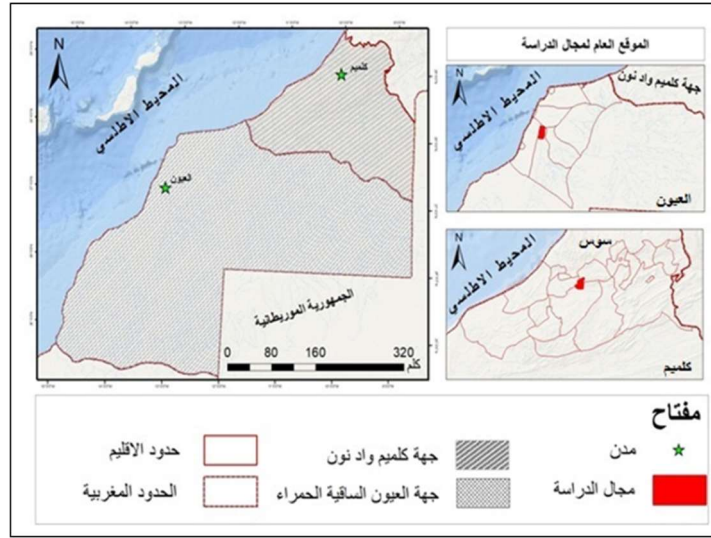 الموقع العام لمجال الدراسة
N
المحيط الاطلسي
كلميم
العيون
الجمهورية الموريطانية
0 80 160 320
كلم
جهة كلميم واد نون
N
المحيط الاطلسي
العيون
سوس
N
المحيط الاطلسي
كلميم
مفتاح
مدن
جهة كلميم واد نون
حدود الاقليم
مجال الدراسة
جهة العيون الساقية الحمراء
الحدود المغربية